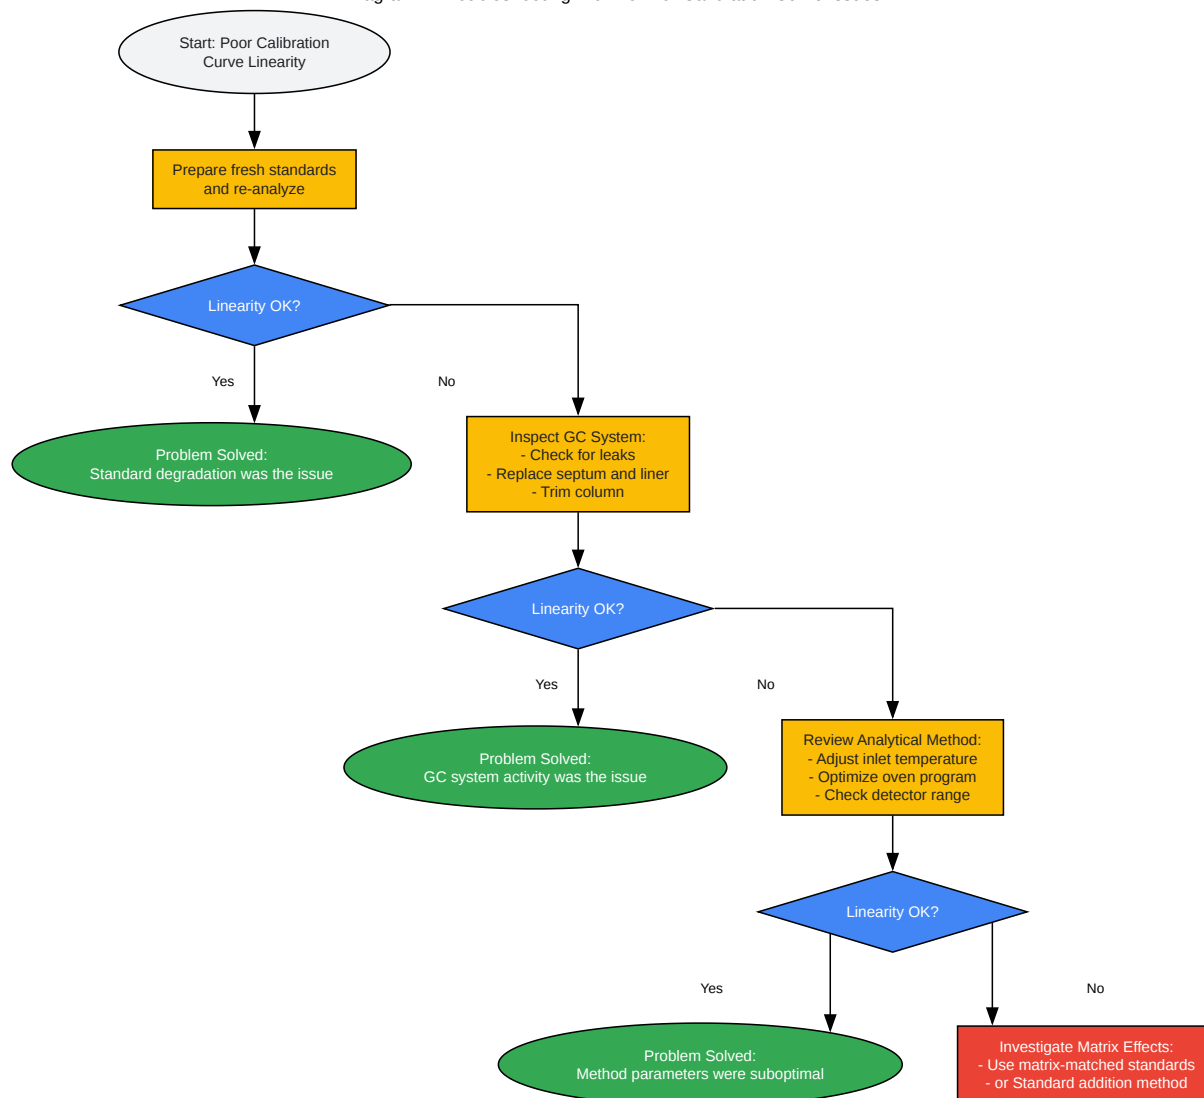 Start: Poor Calibration
Curve Linearity
Prepare fresh standards
and re-analyze
Linearity OK?
Yes
No
Problem Solved:
Standard degradation was the issue
Inspect GC System:
- Check for leaks
- Replace septum and liner
- Trim column
Linearity OK?
Yes
No
Problem Solved:
GC system activity was the issue
Review Analytical Method:
- Adjust inlet temperature
- Optimize oven program
- Check detector range
Linearity OK?
Yes
No
Problem Solved:
Method parameters were suboptimal
Investigate Matrix Effects:
- Use matrix-matched standards
- or Standard addition method